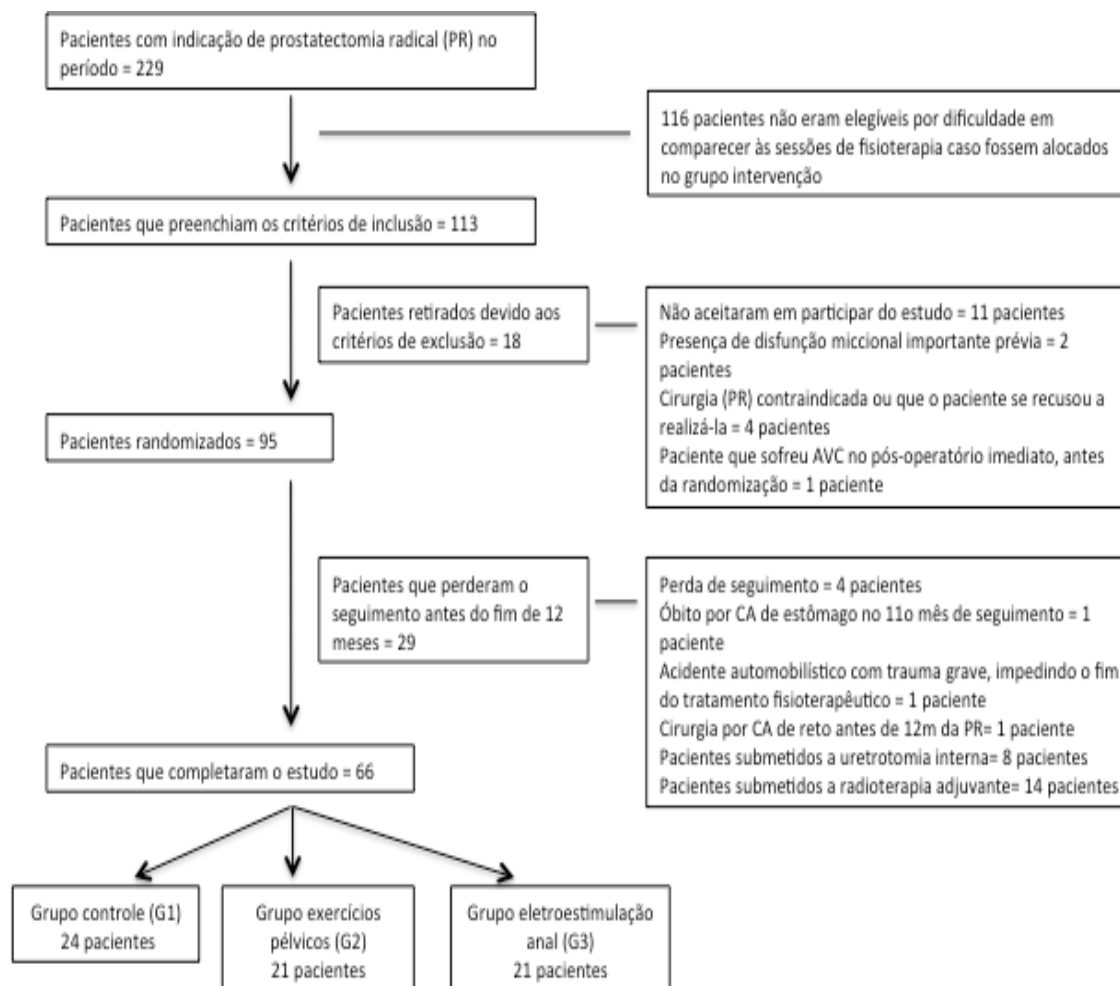 Pacientes com indicação de prostatectomia radical (PR) no
período = 229
116 pacientes não eram elegíveis por dificuldade em
comparecer às sessões de fisioterapia caso fossem alocados
no grupo intervenção
Pacientes que preenchiam os critérios de inclusão = 113
Pacientes retirados devido aos
critérios de exclusão = 18
Não aceitaram em participar do estudo = 11 pacientes
Presença de disfunção miccional importante prévia = 2
pacientes
Cirurgia (PR) contraindicada ou que o paciente se recusou a
realizá-la = 4 pacientes
Paciente que sofreu AVC no pós-operatório imediato, antes
da randomização = 1 paciente
Pacientes randomizados = 95
Pacientes que perderam o
seguimento antes do fim de 12
meses = 29
Perda de seguimento = 4 pacientes
Óbito por CA de estômago no 11o mês de seguimento = 1
paciente
Acidente automobilístico com trauma grave, impedindo o fim
do tratamento fisioterapêutico = 1 paciente
Cirurgia por CA de reto antes de 12m da PR= 1 paciente
Pacientes submetidos a uretrotomia interna= 8 pacientes
Pacientes submetidos a radioterapia adjuvante= 14 pacientes
Pacientes que completaram o estudo = 66
Grupo controle (G1)
24 pacientes
Grupo exercícios
pélvicos (G2)
21 pacientes
Grupo eletroestimulação
anal (G3)
21 pacientes